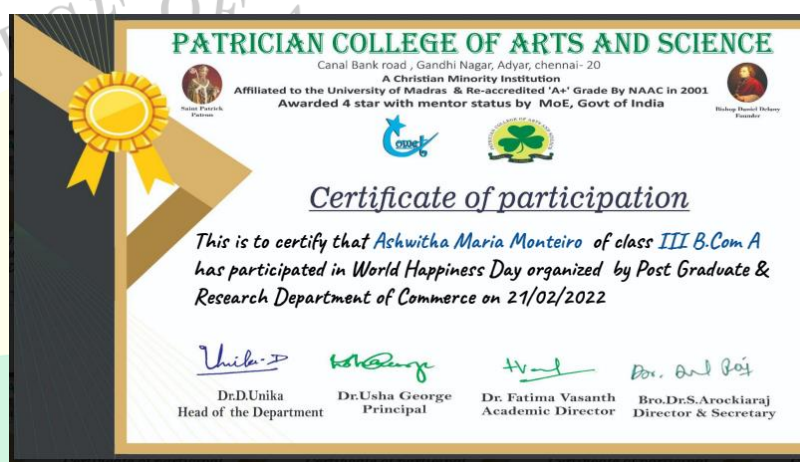 PATRICIAN COLLEGE OF ARTS AND SCIENCE
Canal Bank road , Gandhi Nagar, Adyar, chennai- 20
A Christian Minority Institution
Affiliated to the University of Madras & Re-accredited 'A+' Grade By NAAC in 2001
Awarded 4 star with mentor status by MoE, Govt of India
Saint Patrick
Patron
Bishop Daniel Delany
Founder
Certificate of participation
This is to certify that Ashwitha Maria Monteiro of class III B.Com A
has participated in World Happiness Day organized by Post Graduate &
Research Department of Commerce on 21/02/2022
Unika-D
Dr.D.Unika
Head of the Department
Dr.Usha George
Principal
Dr. Fatima Vasanth
Academic Director
Bro.Dr.S.Arockiaraj
Director & Secretary